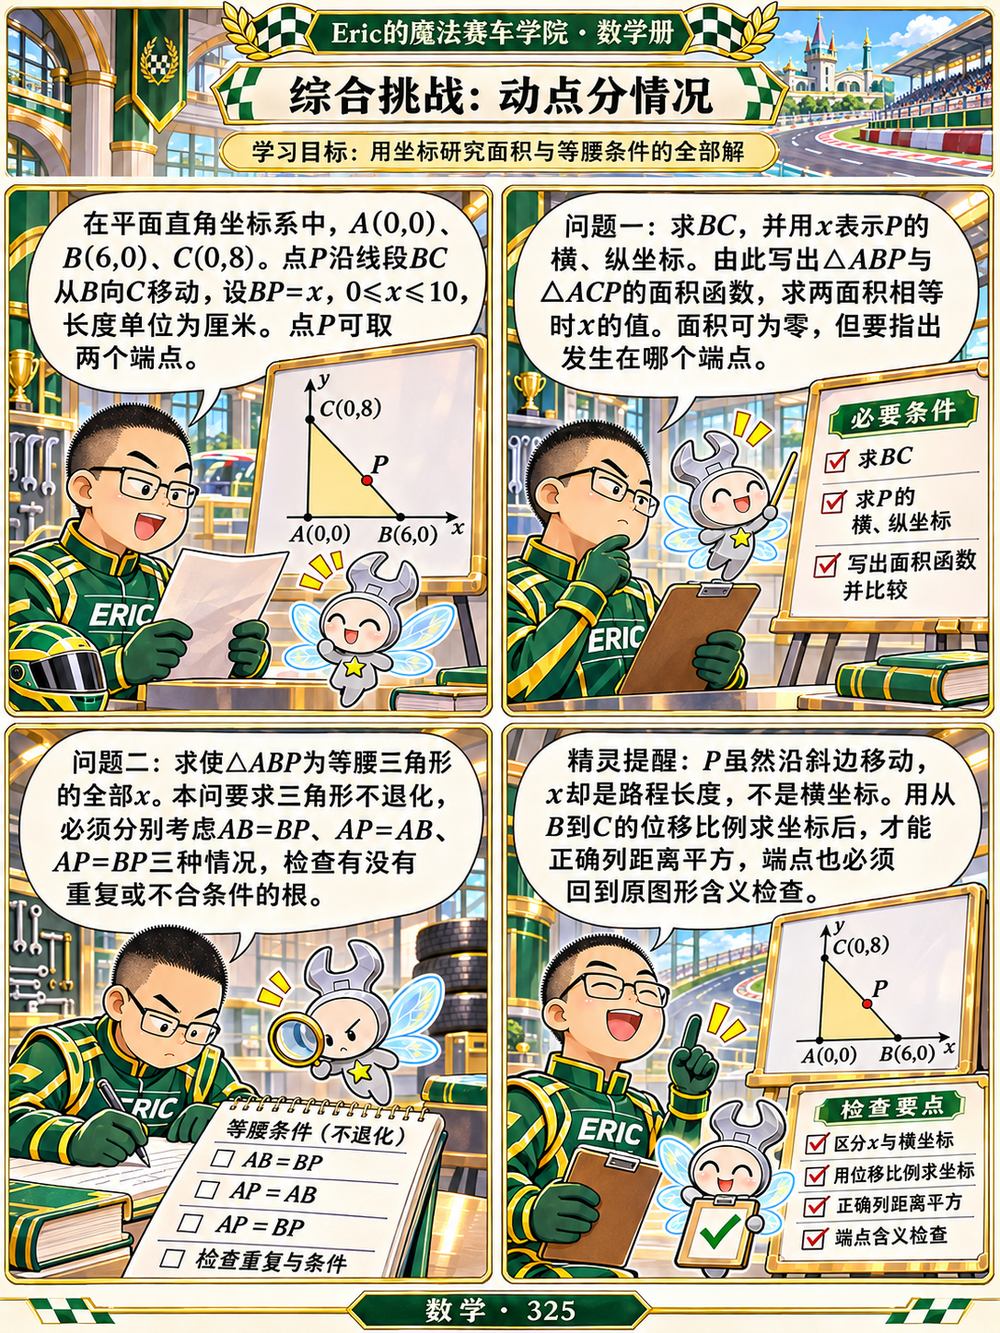 Eric的魔法赛车学院·数学册
综合挑战：动点分情况
学习目标：用坐标研究面积与等腰条件的全部解
在平面直角坐标系中，A(0,0)、
B(6,0)、C(0,8)。点P沿线段BC
从B向C移动，设BP=x，0≤x≤10，
长度单位为厘米。点P可取
两个端点。
y
C(0,8)
P
A(0,0)
B(6,0)
x
ERIC
问题一：求BC，并用x表示P的
横、纵坐标。由此写出△ABP与
△ACP的面积函数，求两面积相等
时x的值。面积可为零，但要指出
发生在哪个端点。
必要条件
求BC
求P的
横、纵坐标
写出面积函数
并比较
ERIC
问题二：求使△ABP为等腰三角形
的全部x。本问要求三角形不退化，
必须分别考虑AB=BP、AP=AB、
AP=BP三种情况，检查有没有
重复或不合条件的根。
ERIC
等腰条件（不退化）
AB=BP
AP=AB
AP=BP
检查重复与条件
精灵提醒：P虽然沿斜边移动，
x却是路程长度，不是横坐标。用从
B到C的位移比例求坐标后，才能
正确列距离平方，端点也必须
回到原图形含义检查。
y
C(0,8)
P
A(0,0)
B(6,0)
x
ERIC
检查要点
区分x与横坐标
用位移比例求坐标
正确列距离平方
端点含义检查
数学·325